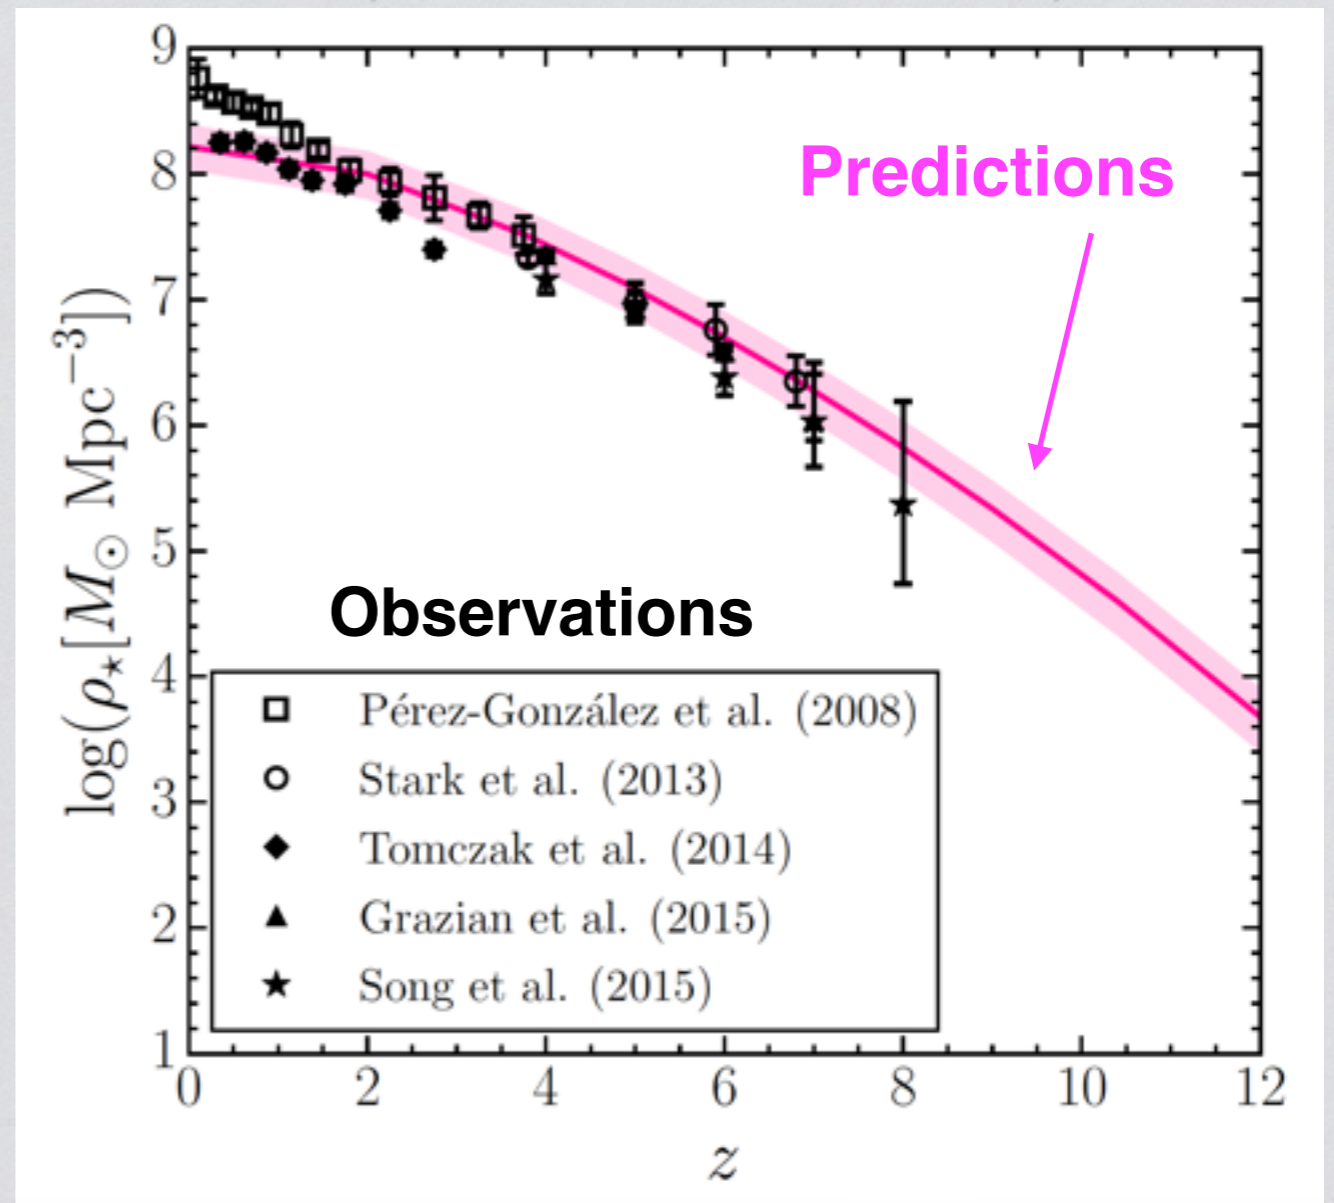 9
8
7
6
5
4
3
2
1
log(ρ⋆[M⊙ Mpc⁻³])
Predictions
Observations
Pérez-González et al. (2008)
Stark et al. (2013)
Tomczak et al. (2014)
Grazian et al. (2015)
Song et al. (2015)
0 2 4 6 8 10 12
z